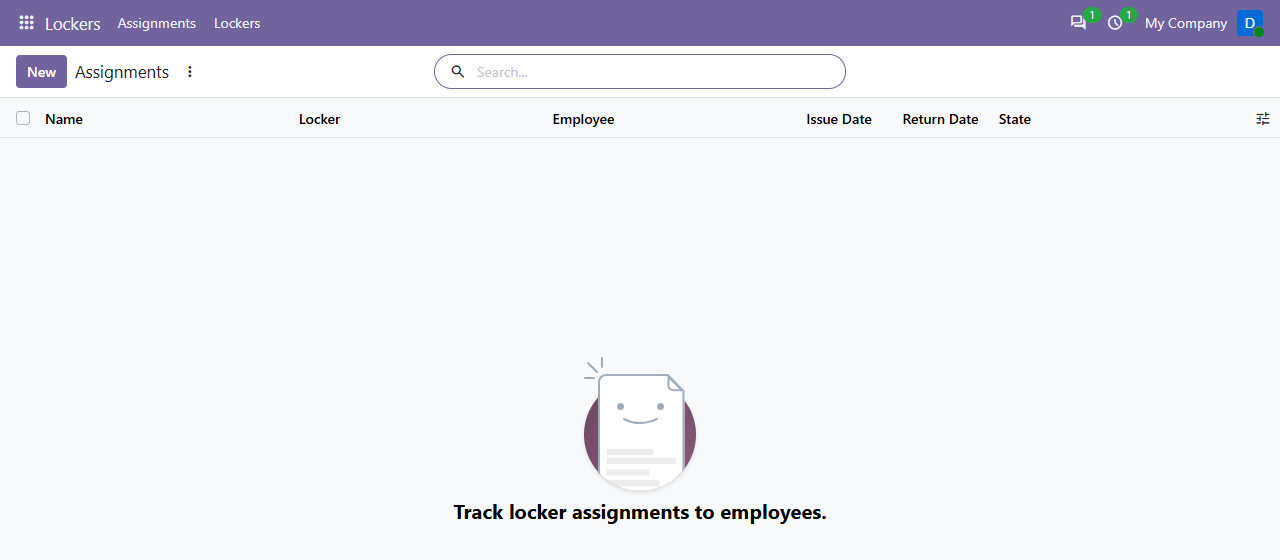 Lockers Assignments Lockers 1 1 My Company D
New Assignments Search...
Name Locker Employee Issue Date Return Date State
Track locker assignments to employees.